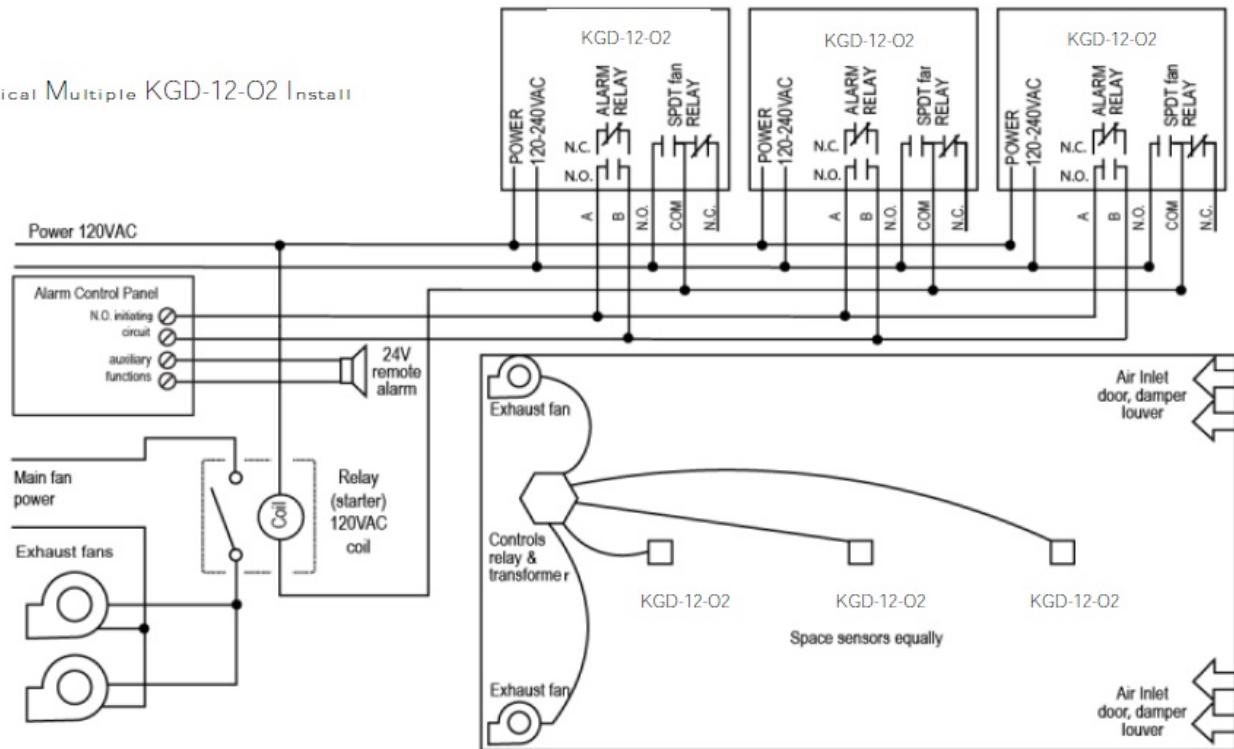 ical Multiple KGD-12-O2 Install
KGD-12-O2
POWER
120-240VAC
ALARM
RELAY
SPDT fan
RELAY
N.C.
N.O.
A
B
N.O.
COM
N.C.
KGD-12-O2
POWER
120-240VAC
ALARM
RELAY
SPDT far
RELAY
N.C.
N.O.
A
B
N.O.
COM
N.C.
KGD-12-O2
POWER
120-240VAC
ALARM
RELAY
SPDT fan
RELAY
N.C.
N.O.
A
B
N.O.
COM
N.C.
Power 120VAC
Alarm Control Panel
N.O. initiating
circuit
auxiliary
functions
24V
remote
alarm
Main fan
power
Coil
Relay
(starter)
120VAC
coil
Exhaust fans
Exhaust fan
Air Inlet
door, damper
louver
Controls
relay &
transformer
KGD-12-O2
KGD-12-O2
KGD-12-O2
Space sensors equally
Exhaust fan
Air Inlet
door, damper
louver